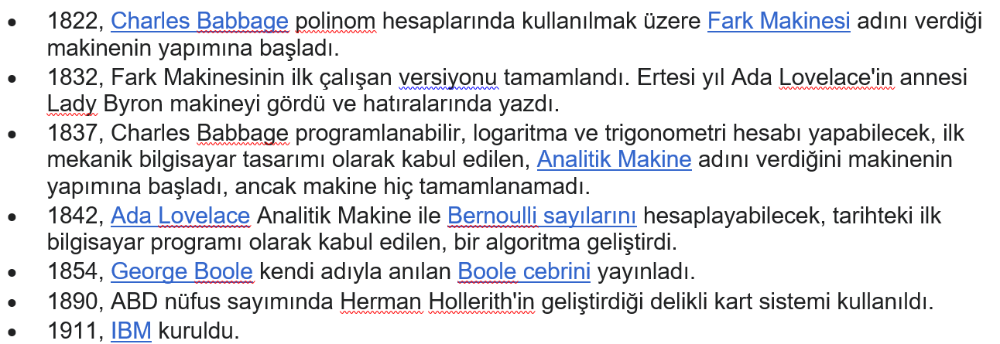 • 1822, Charles Babbage polinom hesaplarında kullanılmak üzere Fark Makinesi adını verdiği
makinenin yapımına başladı.
• 1832, Fark Makinesinin ilk çalışan versiyonu tamamlandı. Ertesi yıl Ada Lovelace'in annesi
Lady Byron makineyi gördü ve hatıralarında yazdı.
• 1837, Charles Babbage programlanabilir, logaritma ve trigonometri hesabı yapabilecek, ilk
mekanik bilgisayar tasarımı olarak kabul edilen, Analitik Makine adını verdiğini makinenin
yapımına başladı, ancak makine hiç tamamlanamadı.
• 1842, Ada Lovelace Analitik Makine ile Bernoulli sayılarını hesaplayabilecek, tarihteki ilk
bilgisayar programı olarak kabul edilen, bir algoritma geliştirdi.
• 1854, George Boole kendi adıyla anılan Boole cebrini yayınladı.
• 1890, ABD nüfus sayımında Herman Hollerith'in geliştirdiği delikli kart sistemi kullanıldı.
• 1911, IBM kuruldu.